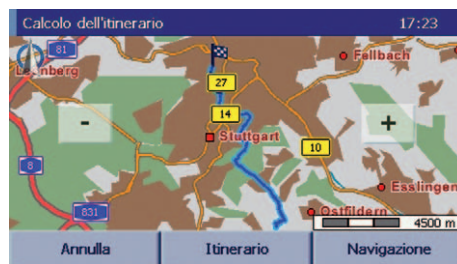 Calcolo dell'itinerario 17:23
81
Leonberg
Fellbach
27
14
- +
Stuttgart
10
8
Esslingen
831
Ostfildern
4500 m
Annulla Itinerario Navigazione